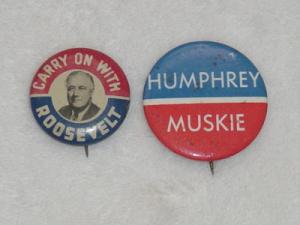 CARRY ON WITH
ROOSEVELT
HUMPHREY
MUSKIE